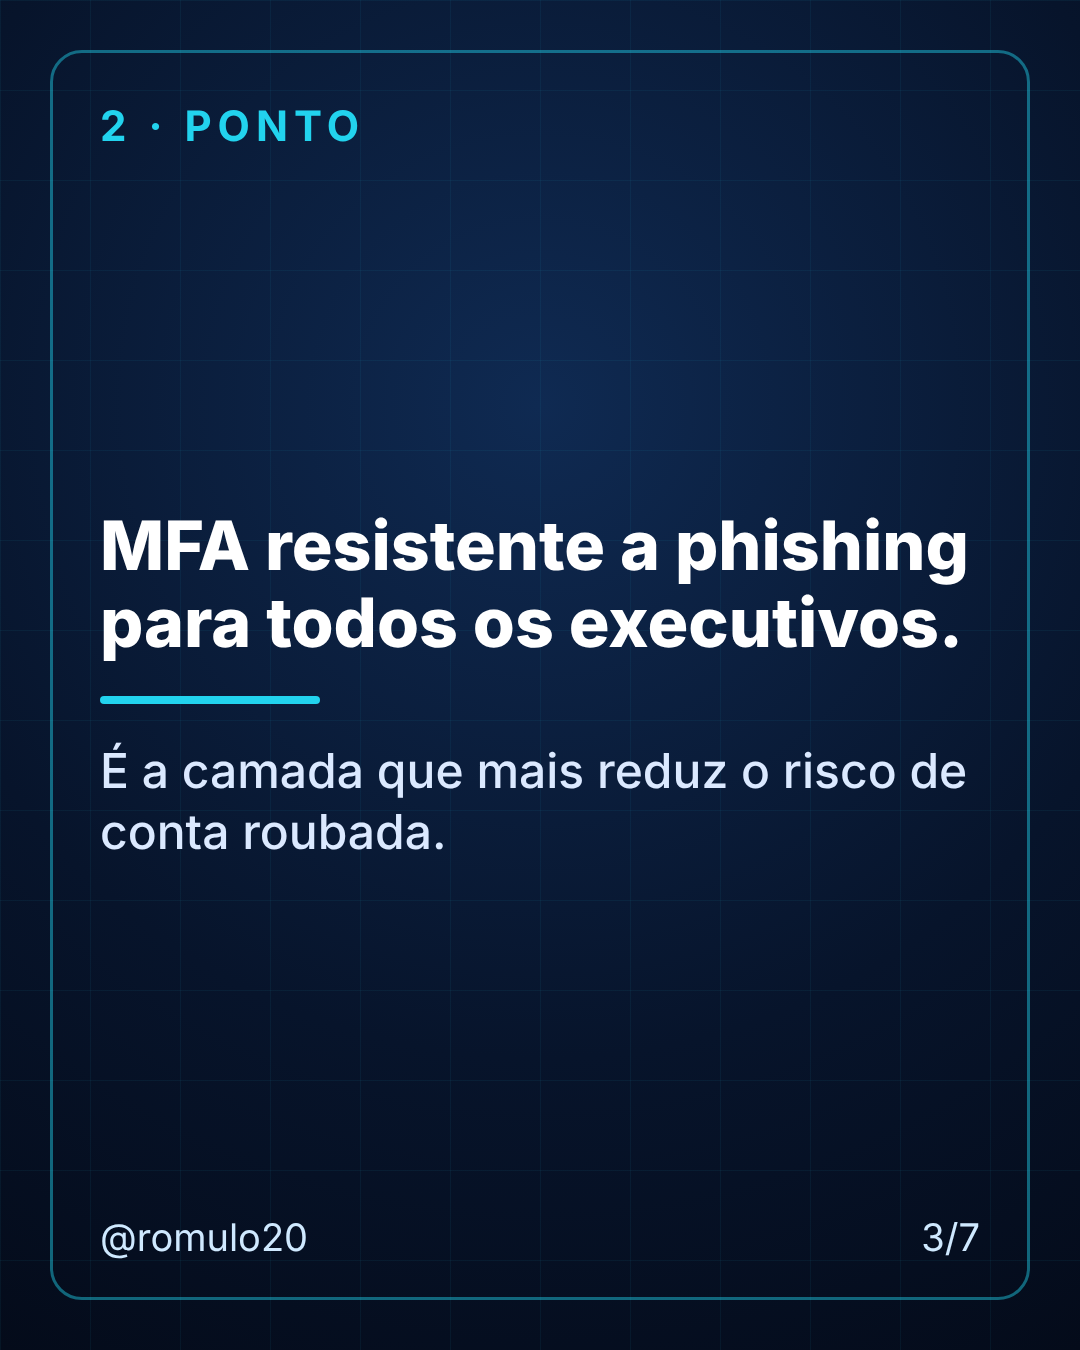 2 · PONTO
MFA resistente a phishing
para todos os executivos.
É a camada que mais reduz o risco de
conta roubada.
@romulo20
3/7